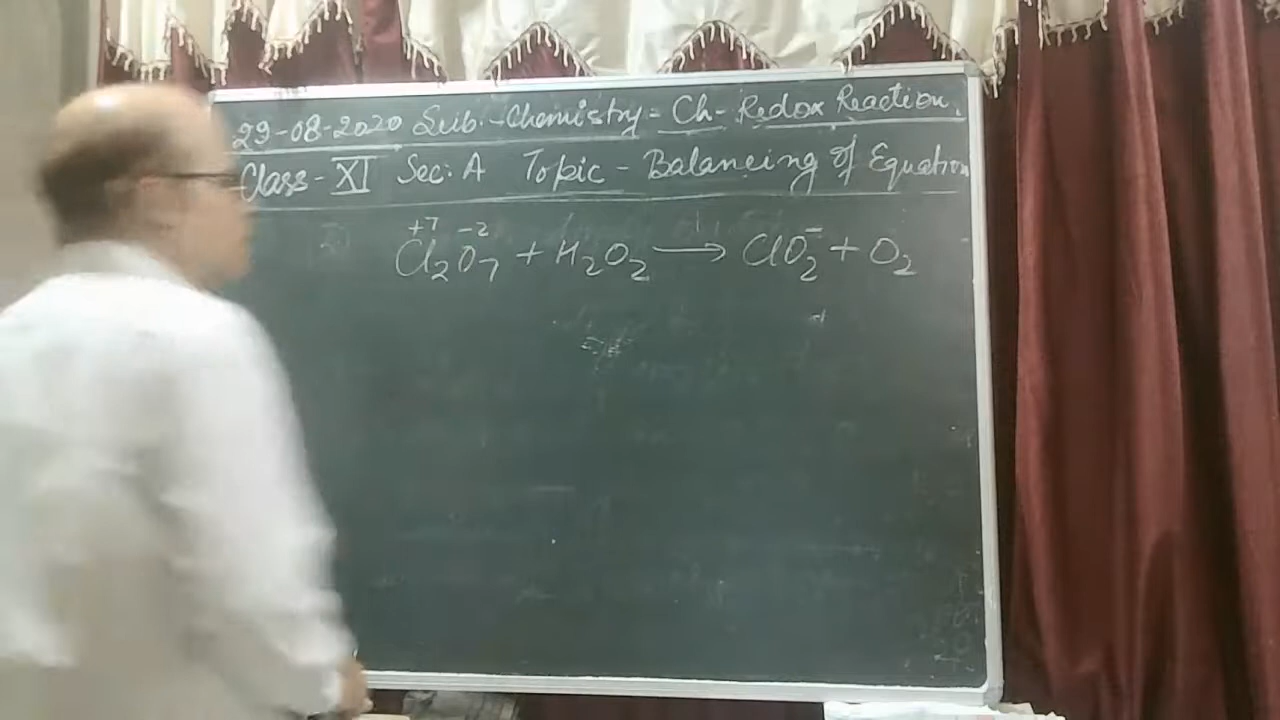 29-08-2020 Sub.-Chemistry- Ch- Redox Reaction.
Class-XI Sec: A Topic - Balancing of Equation
+7 -2
Cl₂O₇ + H₂O₂ → ClO₂⁻ + O₂